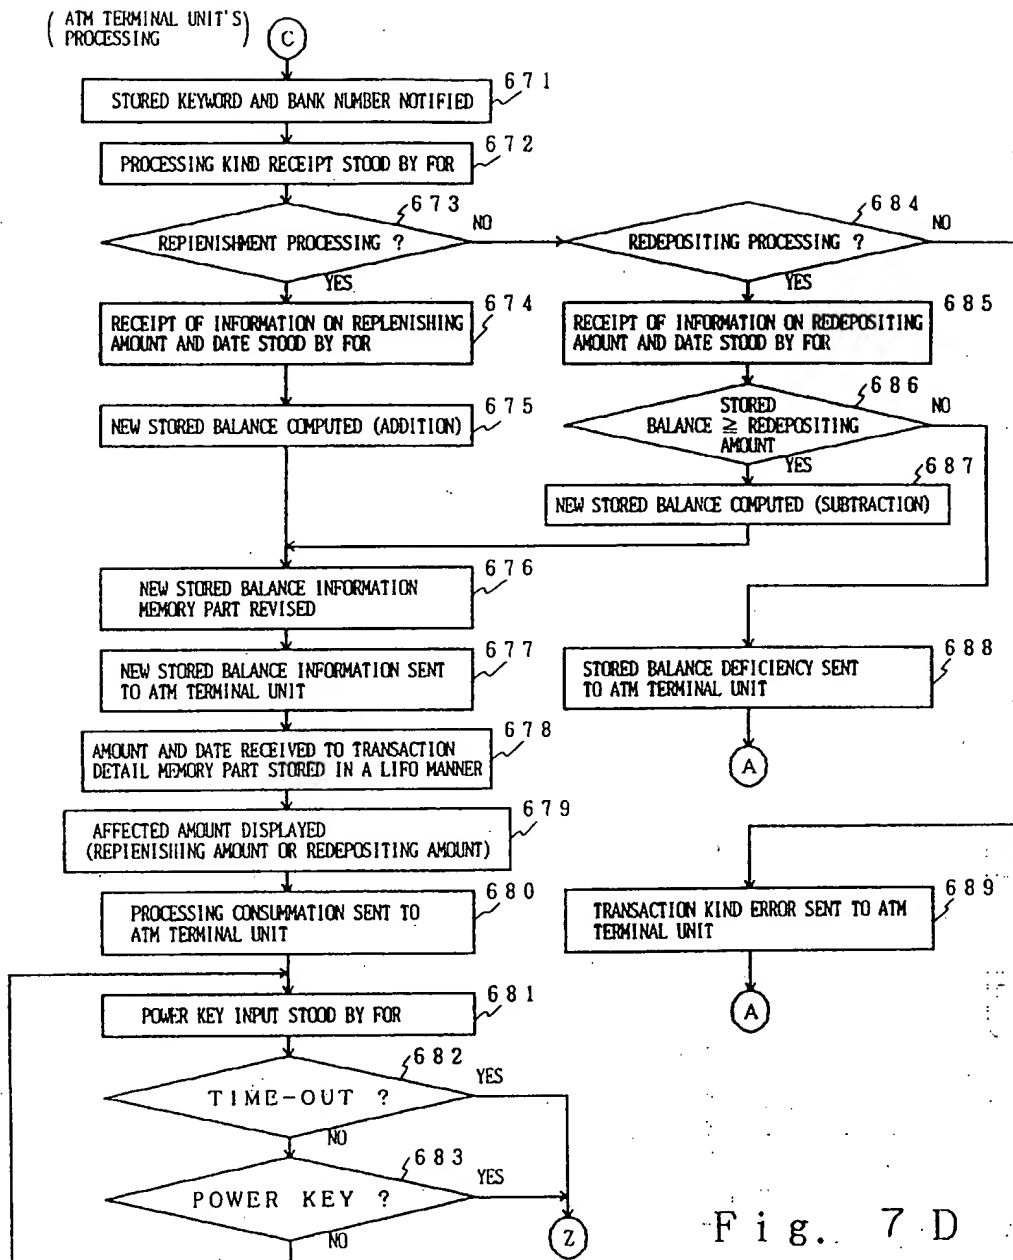 ( ATM TERMINAL UNIT'S )
PROCESSING
C
671
STORED KEYWORD AND BANK NUMBER NOTIFIED
672
PROCESSING KIND RECEIPT STOOD BY FOR
673
REPIENISHMENT PROCESSING ?
NO
YES
684
REDEPOSITING PROCESSING ?
NO
YES
674
RECEIPT OF INFORMATION ON REPLENISHING
AMOUNT AND DATE STOOD BY FOR
685
RECEIPT OF INFORMATION ON REDEPOSITING
AMOUNT AND DATE STOOD BY FOR
675
NEW STORED BALANCE COMPUTED (ADDITION)
686
STORED
BALANCE ≧ REDEPOSITING
AMOUNT
NO
YES
687
NEW STORED BALANCE COMPUTED (SUBTRACTION)
676
NEW STORED BALANCE INFORMATION
MEMORY PART REVISED
677
NEW STORED BALANCE INFORMATION SENT
TO ATM TERMINAL UNIT
688
STORED BALANCE DEFICIENCY SENT
TO ATM TERMINAL UNIT
A
678
AMOUNT AND DATE RECEIVED TO TRANSACTION
DETAIL MEMORY PART STORED IN A LIFO MANNER
679
AFFECTED AMOUNT DISPLAYED
(REPIENISHING AMOUNT OR REDEPOSITING AMOUNT)
680
PROCESSING CONSUMMATION SENT TO
ATM TERMINAL UNIT
689
TRANSACTION KIND ERROR SENT TO ATM
TERMINAL UNIT
A
681
POWER KEY INPUT STOOD BY FOR
682
TIME-OUT ?
YES
NO
683
POWER KEY ?
YES
NO
Z
Fig. 7D